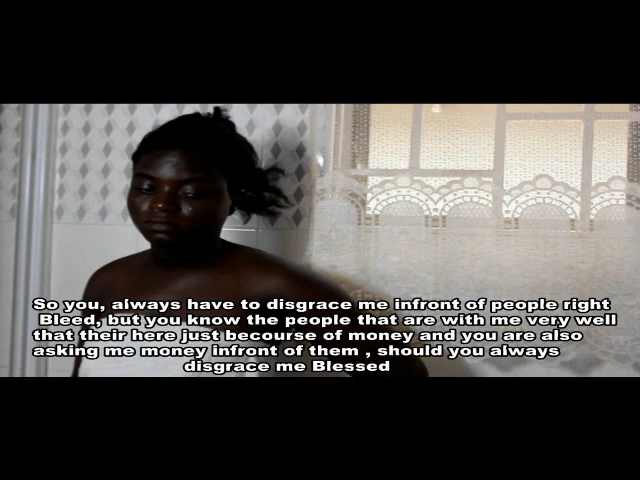 So you, always have to disgrace me infront of people right
Bleed, but you know the people that are with me very well
that their here just becourse of money and you are also
asking me money infront of them , should you always
disgrace me Blessed